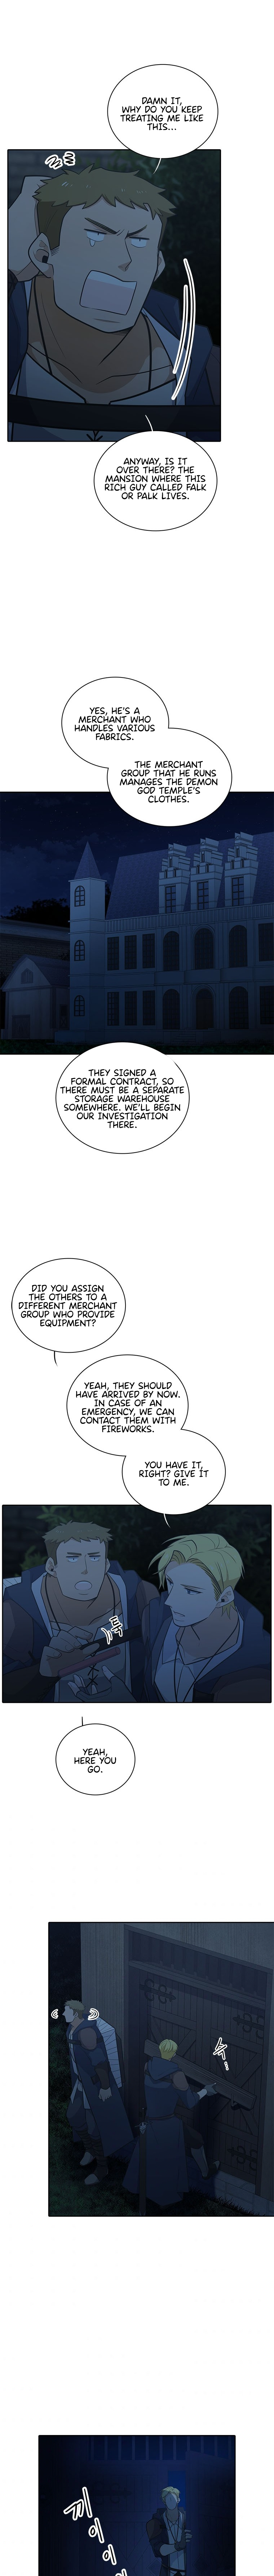 DAMN IT,
WHY DO YOU KEEP
TREATING ME LIKE
THIS...
ANYWAY, IS IT
OVER THERE? THE
MANSION WHERE THIS
RICH GUY CALLED FALK
OR PALK LIVES.
YES, HE'S A
MERCHANT WHO
HANDLES VARIOUS
FABRICS.
THE MERCHANT
GROUP THAT HE RUNS
MANAGES THE DEMON
GOD TEMPLE'S
CLOTHES.
THEY SIGNED A
FORMAL CONTRACT, SO
THERE MUST BE A SEPARATE
STORAGE WAREHOUSE
SOMEWHERE. WE'LL BEGIN
OUR INVESTIGATION
THERE.
DID YOU ASSIGN
THE OTHERS TO A
DIFFERENT MERCHANT
GROUP WHO PROVIDE
EQUIPMENT?
YEAH, THEY SHOULD
HAVE ARRIVED BY NOW.
IN CASE OF AN
EMERGENCY, WE CAN
CONTACT THEM WITH
FIREWORKS.
YOU HAVE IT,
RIGHT? GIVE IT
TO ME.
YEAH,
HERE YOU
GO.
스...
끼이이